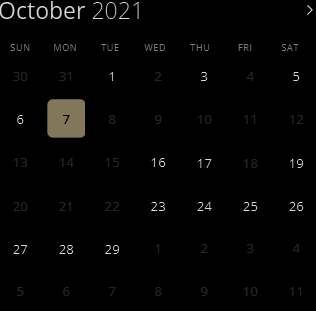 October 2021
SUN MON TUE WED THU FRI SAT
30 31 1 2 3 4 5
6 7 8 9 10 11 12
13 14 15 16 17 18 19
20 21 22 23 24 25 26
27 28 29 1 2 3 4
5 6 7 8 9 10 11